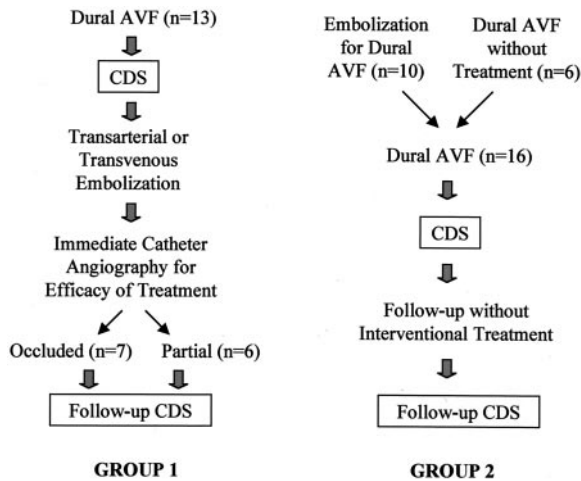 Dural AVF (n=13)
CDS
Transarterial or
Transvenous
Embolization
Immediate Catheter
Angiography for
Efficacy of Treatment
Occluded (n=7) Partial (n=6)
Follow-up CDS
GROUP 1
Embolization
for Dural
AVF (n=10)
Dural AVF
without
Treatment (n=6)
Dural AVF (n=16)
CDS
Follow-up without
Interventional Treatment
Follow-up CDS
GROUP 2